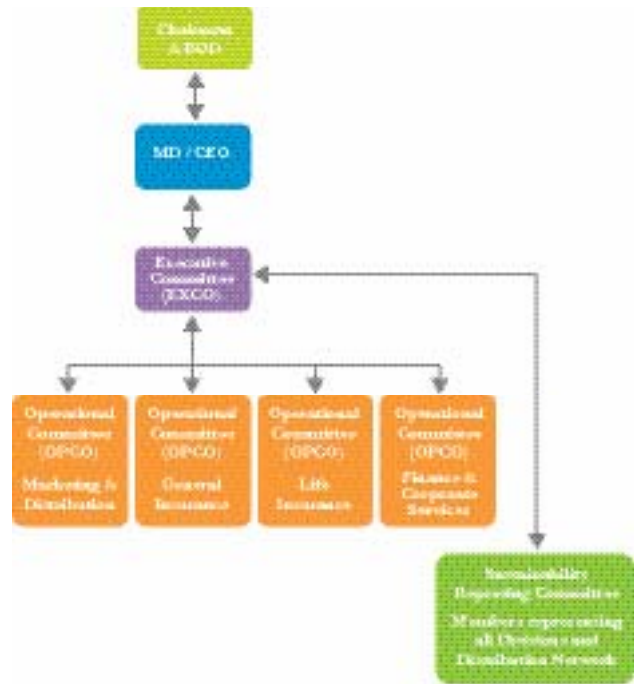 Chairman
& BOD
MD / CEO
Executive
Committee
(EXCO)
Operational
Committee
(OPCO)
Marketing &
Distribution
Operational
Committee
(OPCO)
General
Insurance
Operational
Committee
(OPCO)
Life
Insurance
Operational
Committee
(OPCO)
Finance &
Corporate
Services
Sustainability
Reporting Committee
Members representing
all Divisions and
Distribution Network